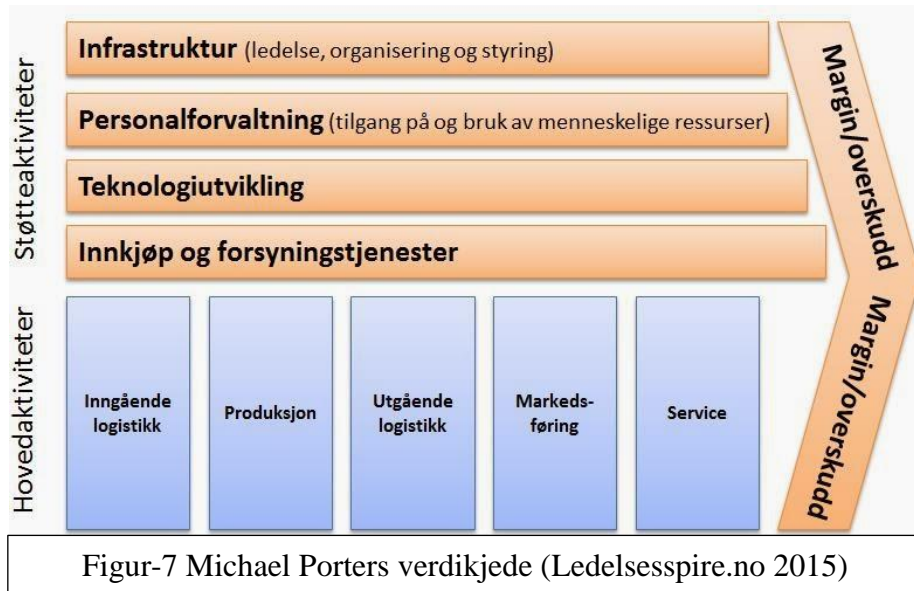 Støtteaktiviteter
Infrastruktur (ledelse, organisering og styring)
Personalforvaltning (tilgang på og bruk av menneskelige ressurser)
Teknologiutvikling
Innkjøp og forsyningstjenester
Margin/overskudd
Hovedaktiviteter
Inngående
logistikk
Produksjon
Utgående
logistikk
Markeds-
føring
Service
Margin/overskudd
Figur-7 Michael Porters verdikjede (Ledelsesspire.no 2015)